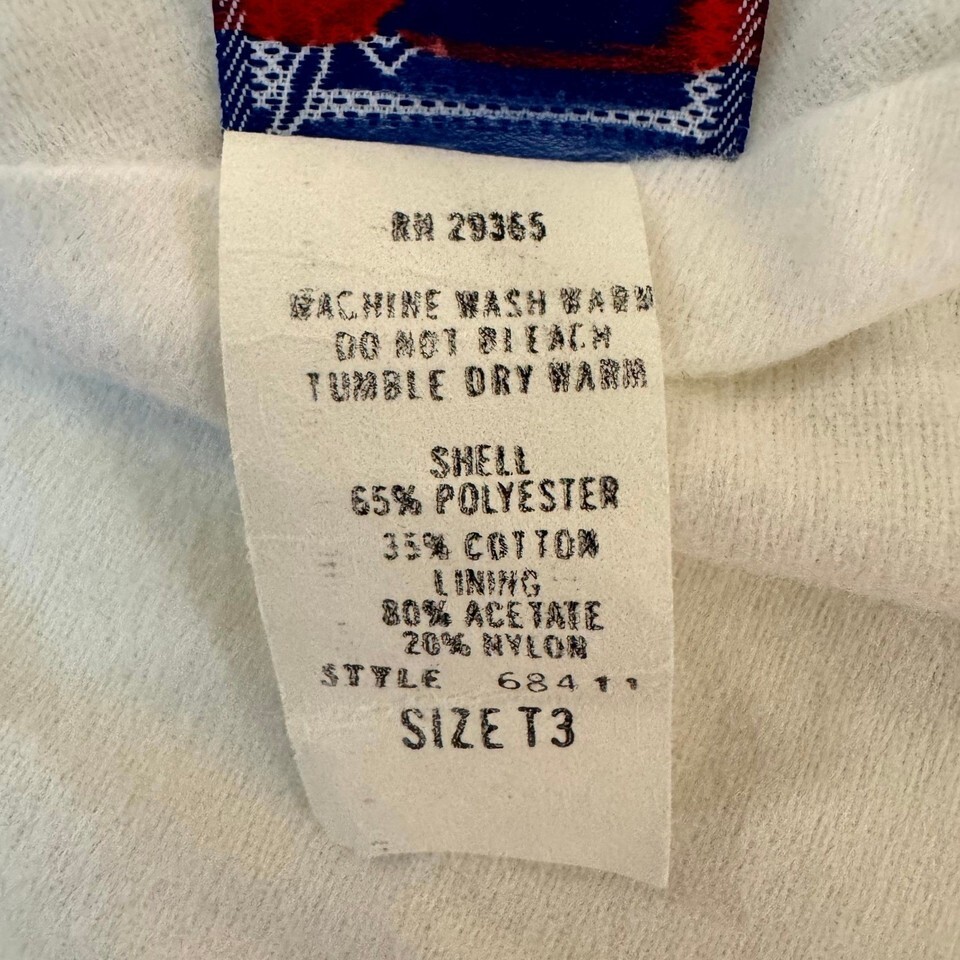 RN 29365
MACHINE WASH WARM
DO NOT BLEACH
TUMBLE DRY WARM
SHELL
65% POLYESTER
35% COTTON
LINING
80% ACETATE
20% NYLON
STYLE 68411
SIZE T3